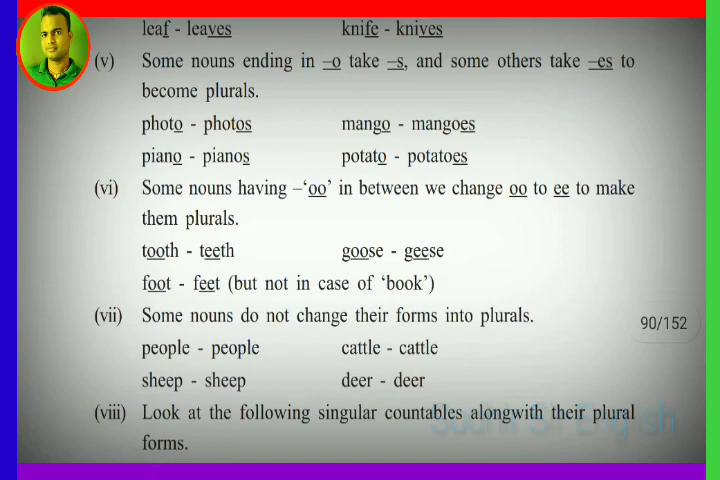 leaf - leaves knife - knives
(v) Some nouns ending in –o take –s, and some others take –es to
become plurals.
photo - photos mango - mangoes
piano - pianos potato - potatoes
(vi) Some nouns having –‘oo’ in between we change oo to ee to make
them plurals.
tooth - teeth goose - geese
foot - feet (but not in case of ‘book’)
(vii) Some nouns do not change their forms into plurals.
90/152
people - people cattle - cattle
sheep - sheep deer - deer
(viii) Look at the following singular countables alongwith their plural
Sudhir Sir English
forms.